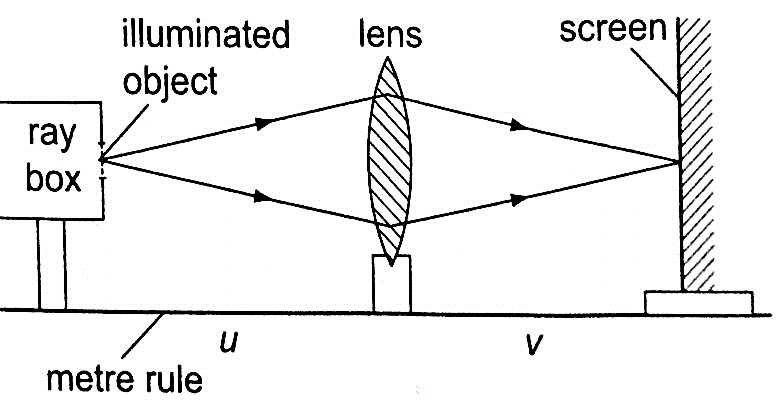 illuminated
object
lens
screen
ray
box
u
v
metre rule